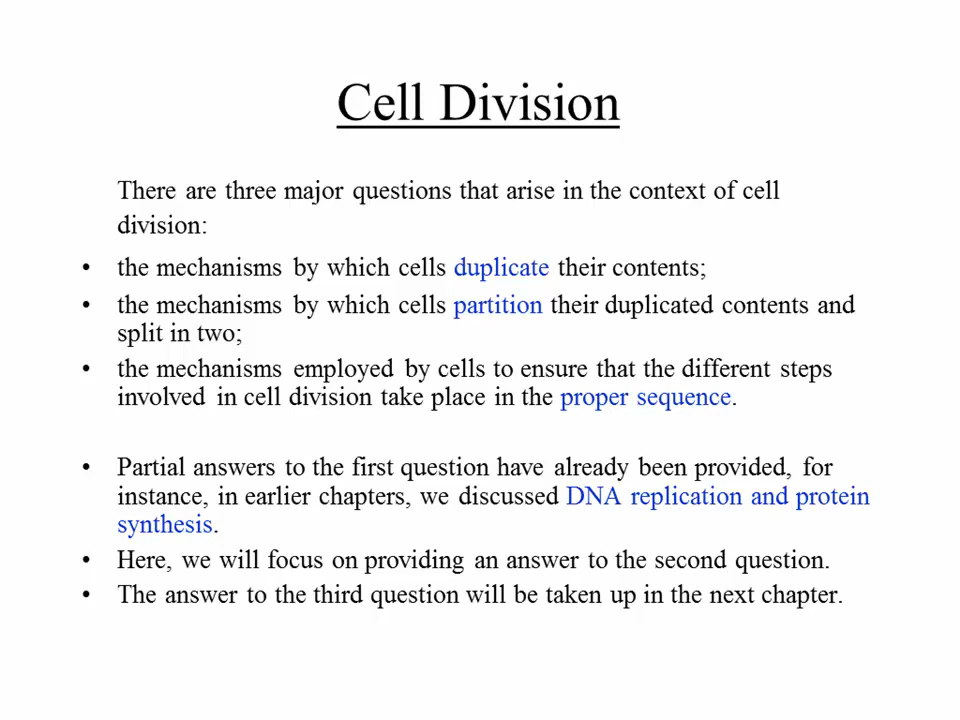 Cell Division
There are three major questions that arise in the context of cell
division:
• the mechanisms by which cells duplicate their contents;
• the mechanisms by which cells partition their duplicated contents and
split in two;
• the mechanisms employed by cells to ensure that the different steps
involved in cell division take place in the proper sequence.
• Partial answers to the first question have already been provided, for
instance, in earlier chapters, we discussed DNA replication and protein
synthesis.
• Here, we will focus on providing an answer to the second question.
• The answer to the third question will be taken up in the next chapter.